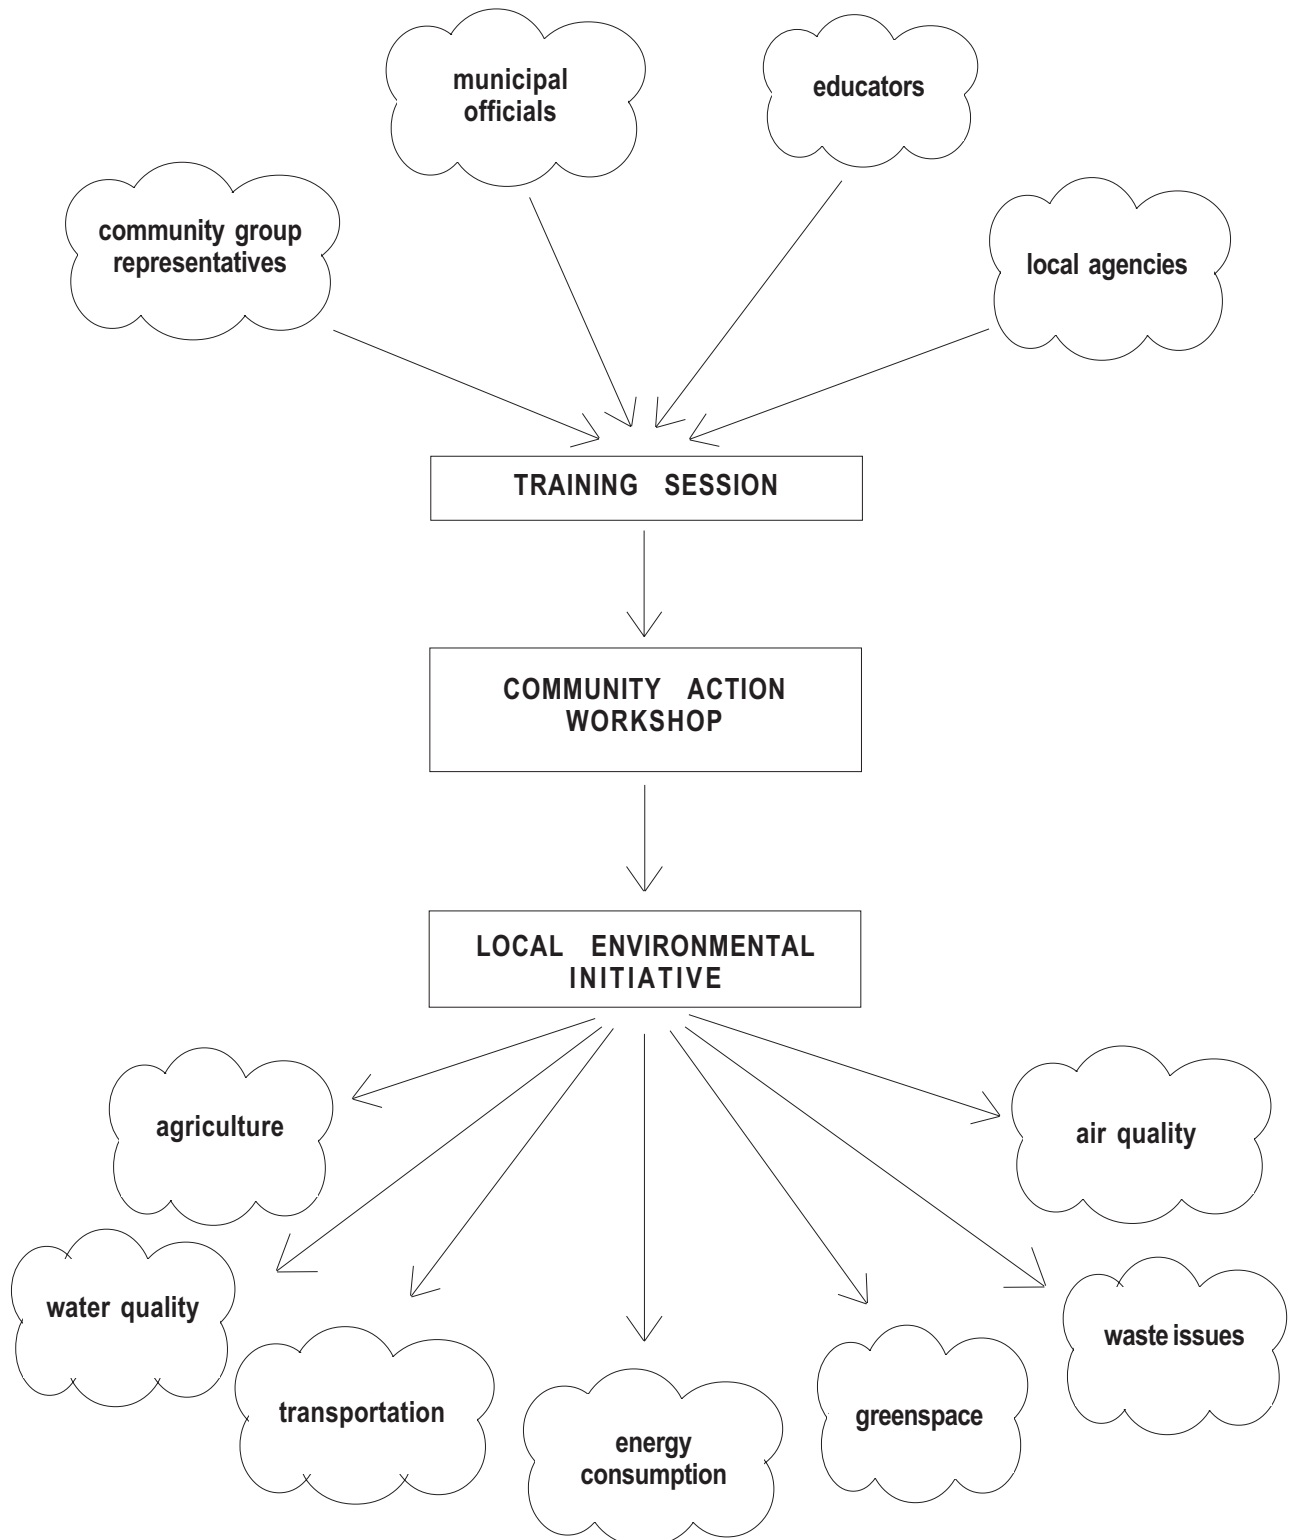 municipal
officials
educators
community group
representatives
local agencies
TRAINING SESSION
COMMUNITY ACTION
WORKSHOP
LOCAL ENVIRONMENTAL
INITIATIVE
agriculture
air quality
water quality
waste issues
transportation
greenspace
energy
consumption